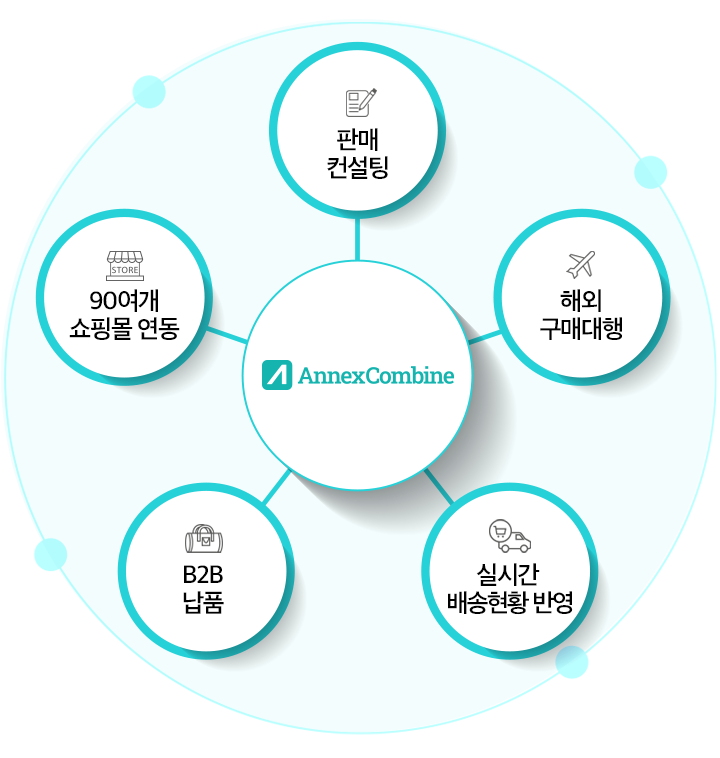 판매
컨설팅
STORE
90여개
쇼핑몰 연동
해외
구매대행
AnnexCombine
B2B
납품
실시간
배송현황 반영